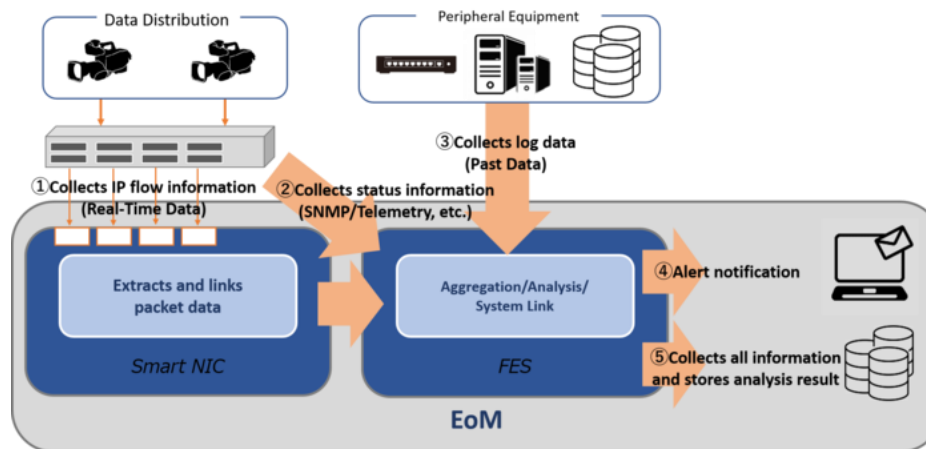 Data Distribution
Peripheral Equipment
③Collects log data
(Past Data)
①Collects IP flow information
(Real-Time Data)
②Collects status information
(SNMP/Telemetry, etc.)
Extracts and links
packet data
Smart NIC
Aggregation/Analysis/
System Link
FES
④Alert notification
⑤Collects all information
and stores analysis result
EoM